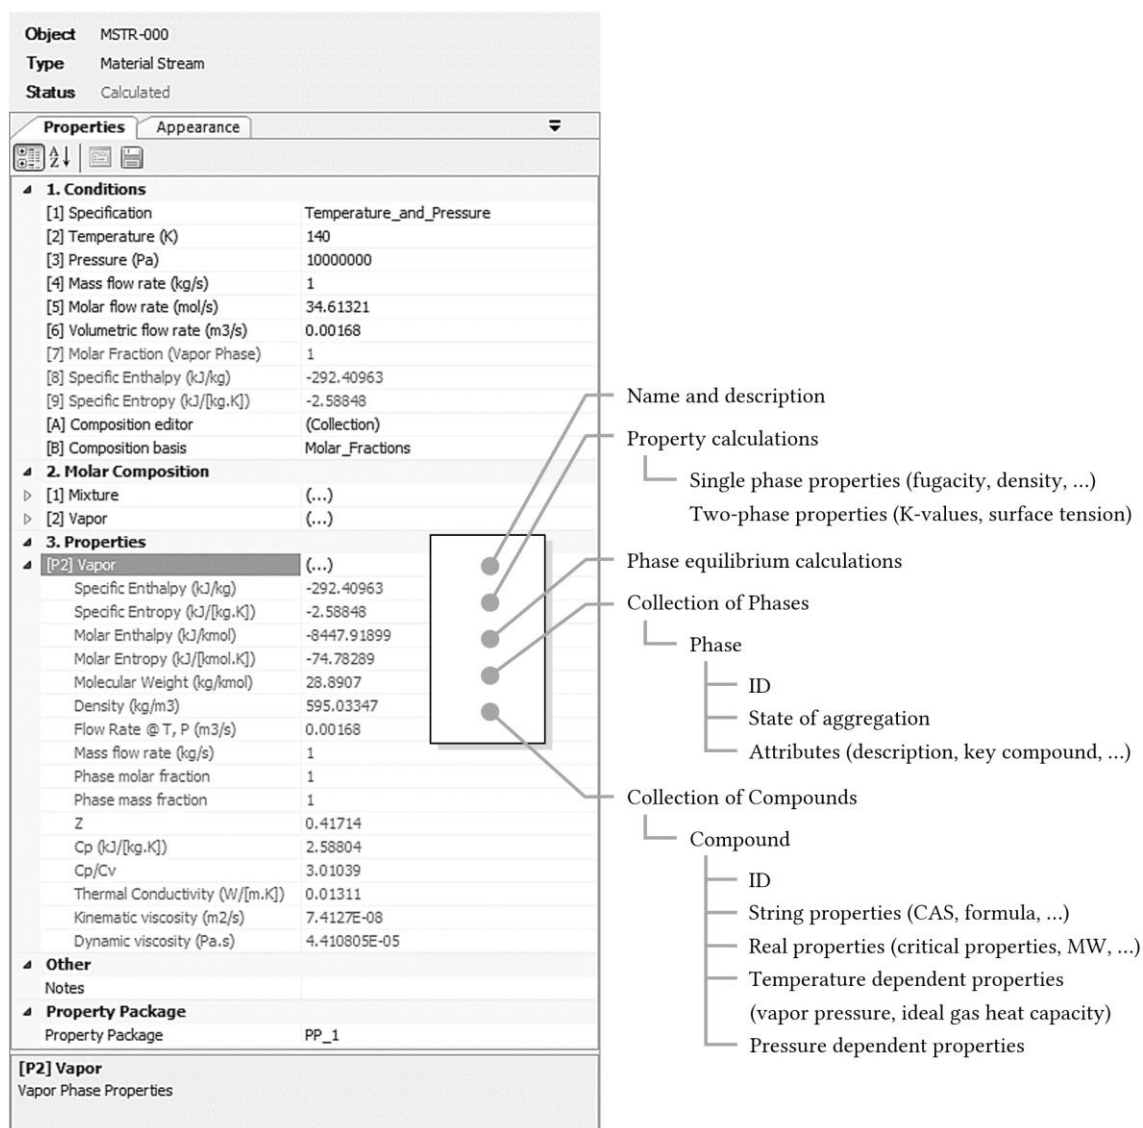 Object MSTR-000
Type Material Stream
Status Calculated
Properties Appearance
1. Conditions
[1] Specification Temperature_and_Pressure
[2] Temperature (K) 140
[3] Pressure (Pa) 10000000
[4] Mass flow rate (kg/s) 1
[5] Molar flow rate (mol/s) 34.61321
[6] Volumetric flow rate (m3/s) 0.00168
[7] Molar Fraction (Vapor Phase) 1
[8] Specific Enthalpy (kJ/kg) -292.40963
[9] Specific Entropy (kJ/[kg.K]) -2.58848
[A] Composition editor (Collection)
[B] Composition basis Molar_Fractions
2. Molar Composition
[1] Mixture (...)
[2] Vapor (...)
3. Properties
[P2] Vapor (...)
Specific Enthalpy (kJ/kg) -292.40963
Specific Entropy (kJ/[kg.K]) -2.58848
Molar Enthalpy (kJ/kmol) -8447.91899
Molar Entropy (kJ/[kmol.K]) -74.78289
Molecular Weight (kg/kmol) 28.8907
Density (kg/m3) 595.03347
Flow Rate @ T, P (m3/s) 0.00168
Mass flow rate (kg/s) 1
Phase molar fraction 1
Phase mass fraction 1
Z 0.41714
Cp (kJ/[kg.K]) 2.58804
Cp/Cv 3.01039
Thermal Conductivity (W/[m.K]) 0.01311
Kinematic viscosity (m2/s) 7.4127E-08
Dynamic viscosity (Pa.s) 4.410805E-05
Other
Notes
Property Package
Property Package PP_1
[P2] Vapor
Vapor Phase Properties
Name and description
Property calculations
Single phase properties (fugacity, density, ...)
Two-phase properties (K-values, surface tension)
Phase equilibrium calculations
Collection of Phases
Phase
ID
State of aggregation
Attributes (description, key compound, ...)
Collection of Compounds
Compound
ID
String properties (CAS, formula, ...)
Real properties (critical properties, MW, ...)
Temperature dependent properties
(vapor pressure, ideal gas heat capacity)
Pressure dependent properties